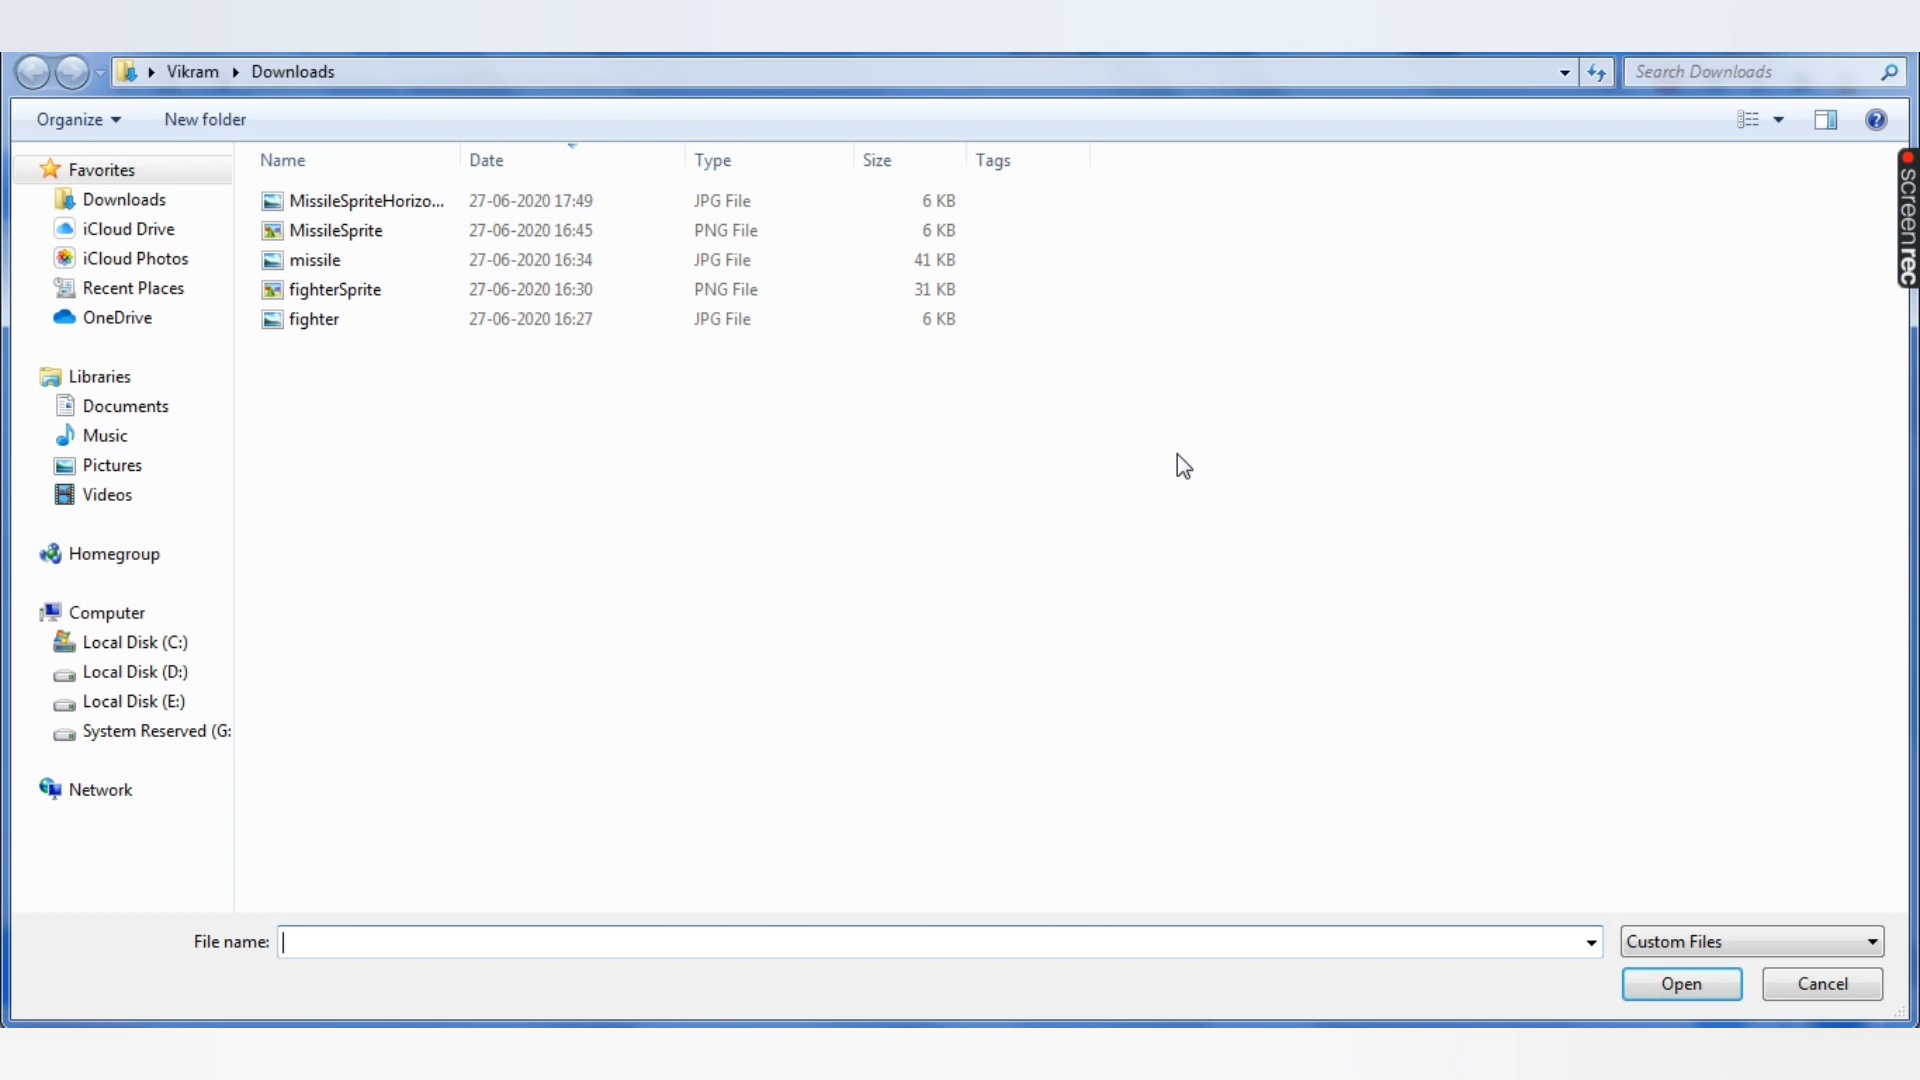 Vikram Downloads
Search Downloads
Organize New folder
Name Date Type Size Tags
MissileSpriteHorizo... 27-06-2020 17:49 JPG File 6 KB
MissileSprite 27-06-2020 16:45 PNG File 6 KB
missile 27-06-2020 16:34 JPG File 41 KB
fighterSprite 27-06-2020 16:30 PNG File 31 KB
fighter 27-06-2020 16:27 JPG File 6 KB
Favorites
Downloads
iCloud Drive
iCloud Photos
Recent Places
OneDrive
Libraries
Documents
Music
Pictures
Videos
Homegroup
Computer
Local Disk (C:)
Local Disk (D:)
Local Disk (E:)
System Reserved (G:
Network
screenrec
File name:
Custom Files
Open Cancel